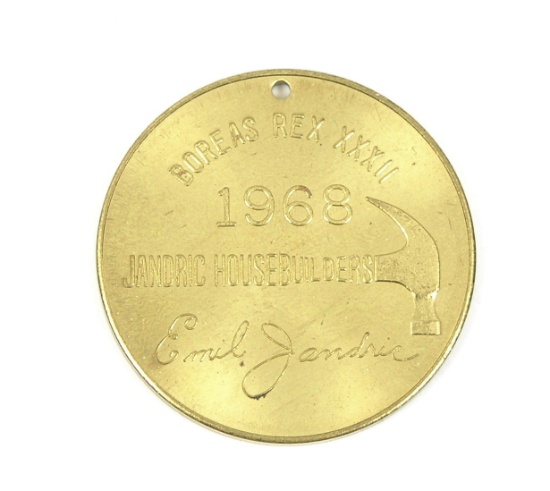 BOREAS REX XXXII
1968
JANDRIC HOUSEBUILDERS
Emil Jandric